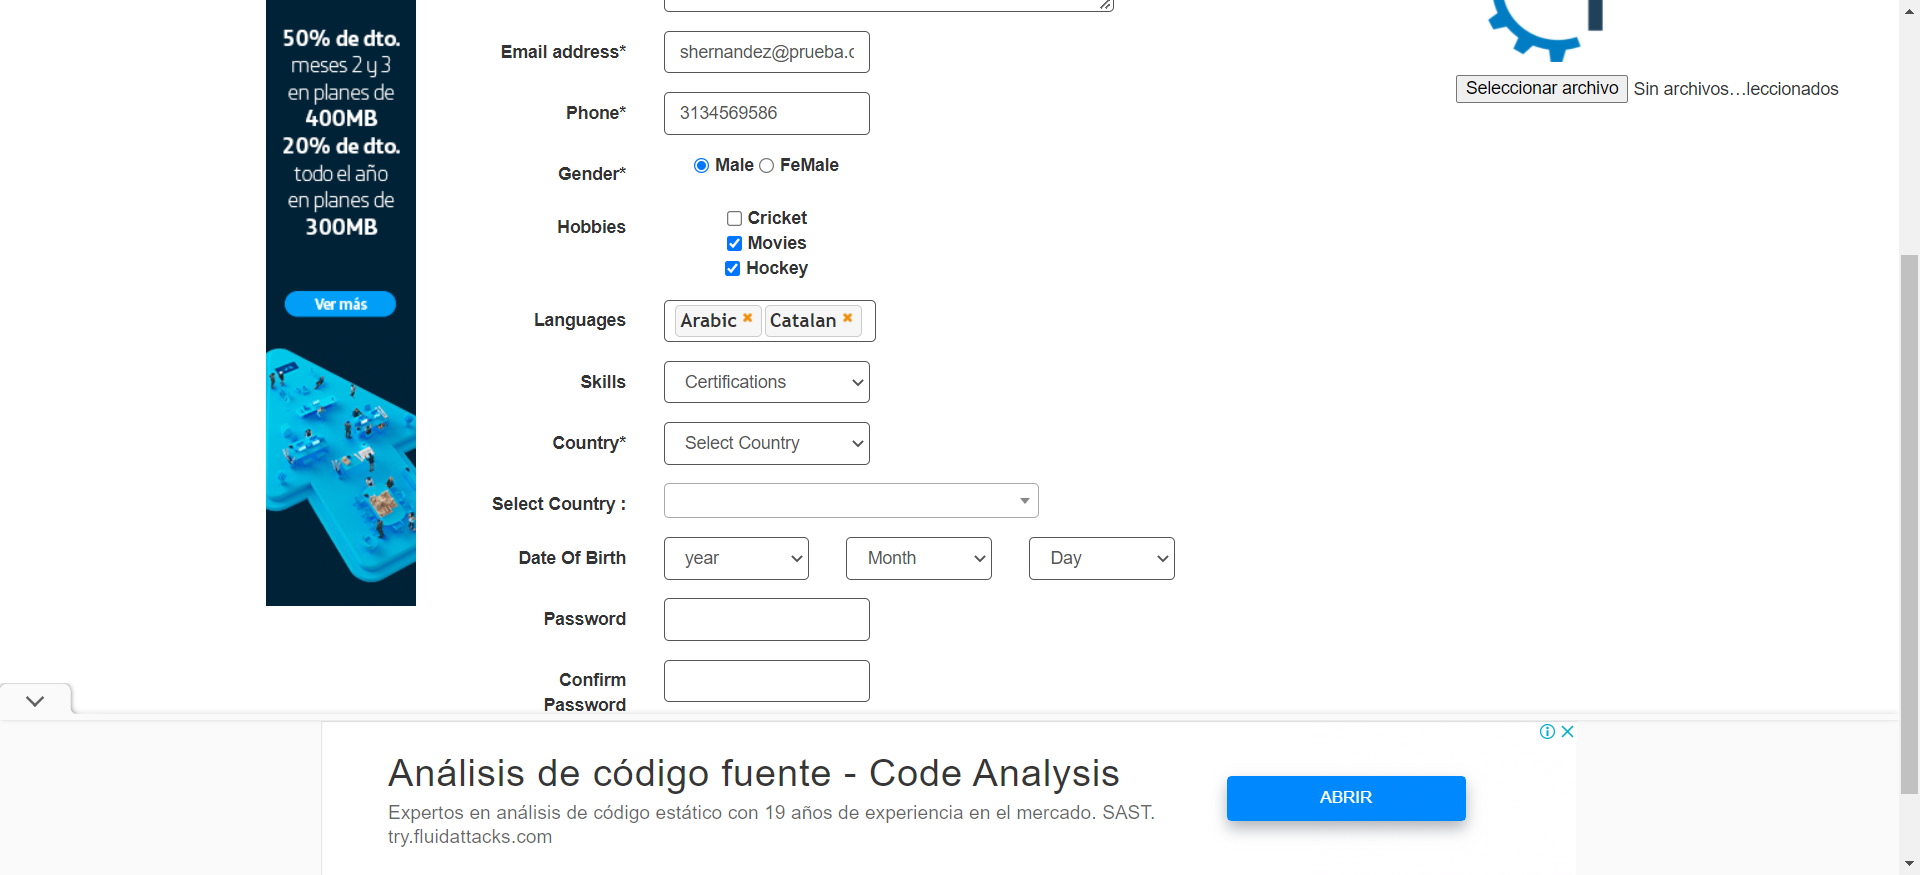 50% de dto.
meses 2 y 3
en planes de
400MB
20% de dto.
todo el año
en planes de
300MB
Ver más
Email address*
shernandez@prueba.c
Phone*
3134569586
Gender*
Male FeMale
Hobbies
Cricket
Movies
Hockey
Languages
Arabic Catalan
Skills
Certifications
Country*
Select Country
Select Country :
Date Of Birth
year Month Day
Password
Confirm
Password
Seleccionar archivo Sin archivos…leccionados
Análisis de código fuente - Code Analysis
Expertos en análisis de código estático con 19 años de experiencia en el mercado. SAST.
try.fluidattacks.com
ABRIR